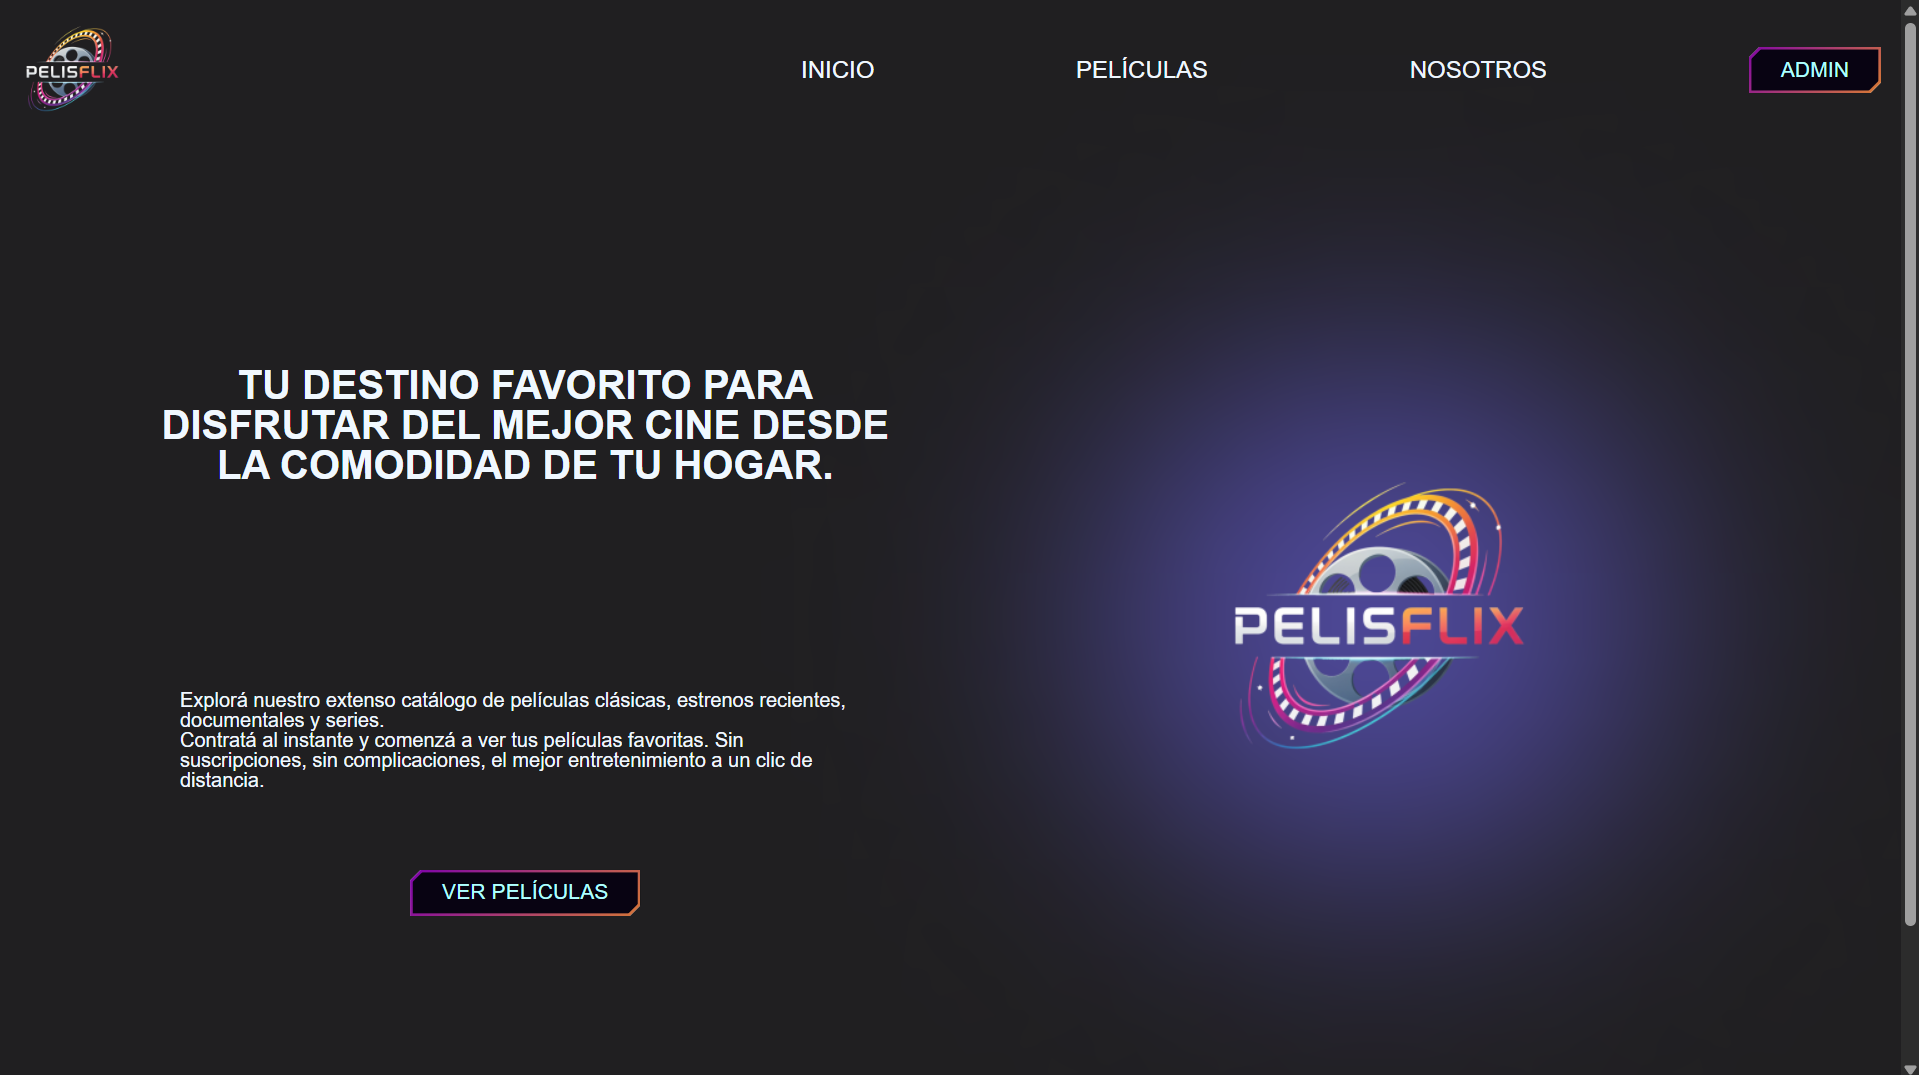 PELISFLIX
INICIO
PELÍCULAS
NOSOTROS
ADMIN
TU DESTINO FAVORITO PARA
DISFRUTAR DEL MEJOR CINE DESDE
LA COMODIDAD DE TU HOGAR.
Explorá nuestro extenso catálogo de películas clásicas, estrenos recientes,
documentales y series.
Contratá al instante y comenzá a ver tus películas favoritas. Sin
suscripciones, sin complicaciones, el mejor entretenimiento a un clic de
distancia.
VER PELÍCULAS
PELISFLIX